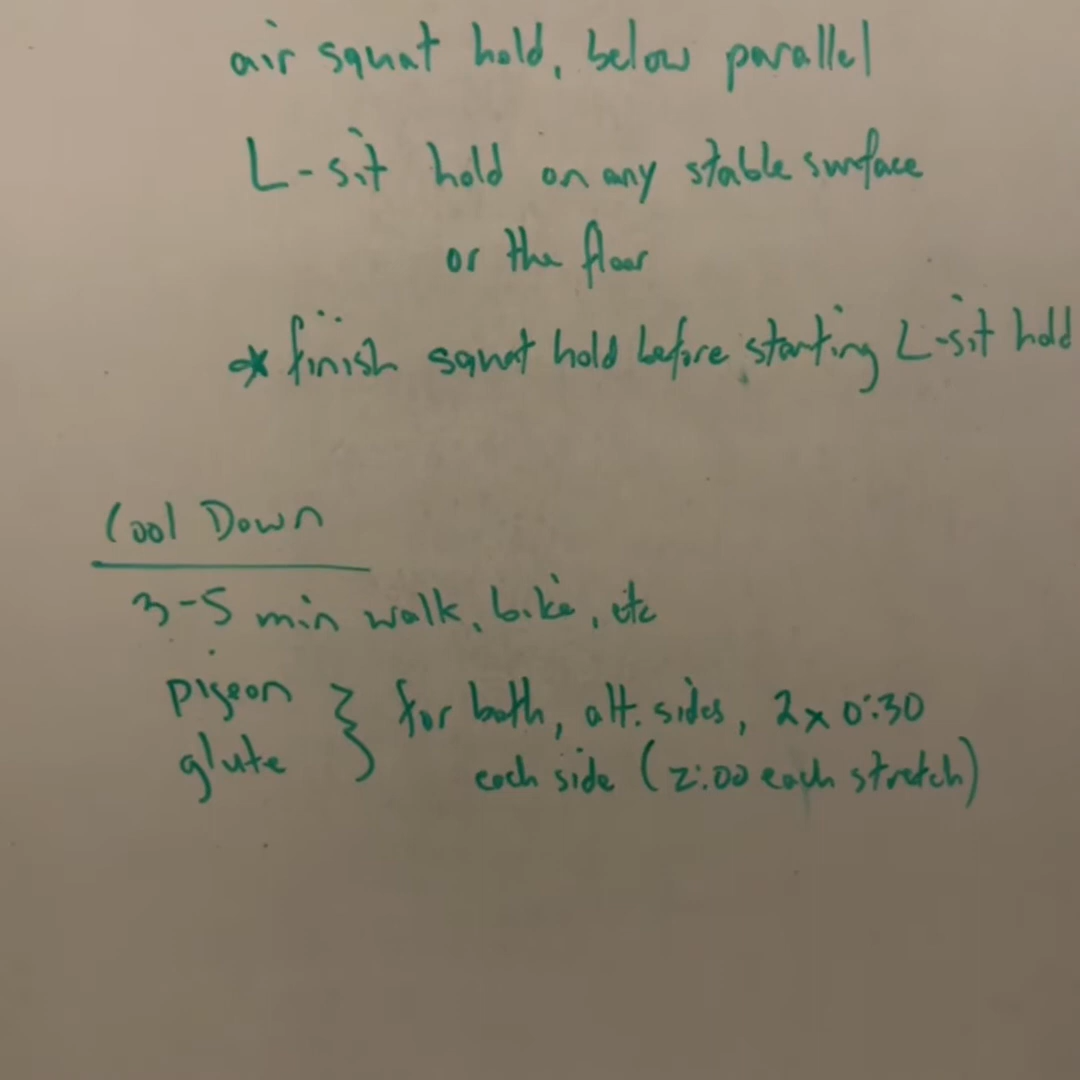 air squat hold, below parallel
L-sit hold on any stable surface
or the floor
* finish squat hold before starting L-sit hold
Cool Down
3-5 min walk, bike, etc
pigeon } for both, alt. sides, 2 x 0:30
glute each side (2:00 each stretch)